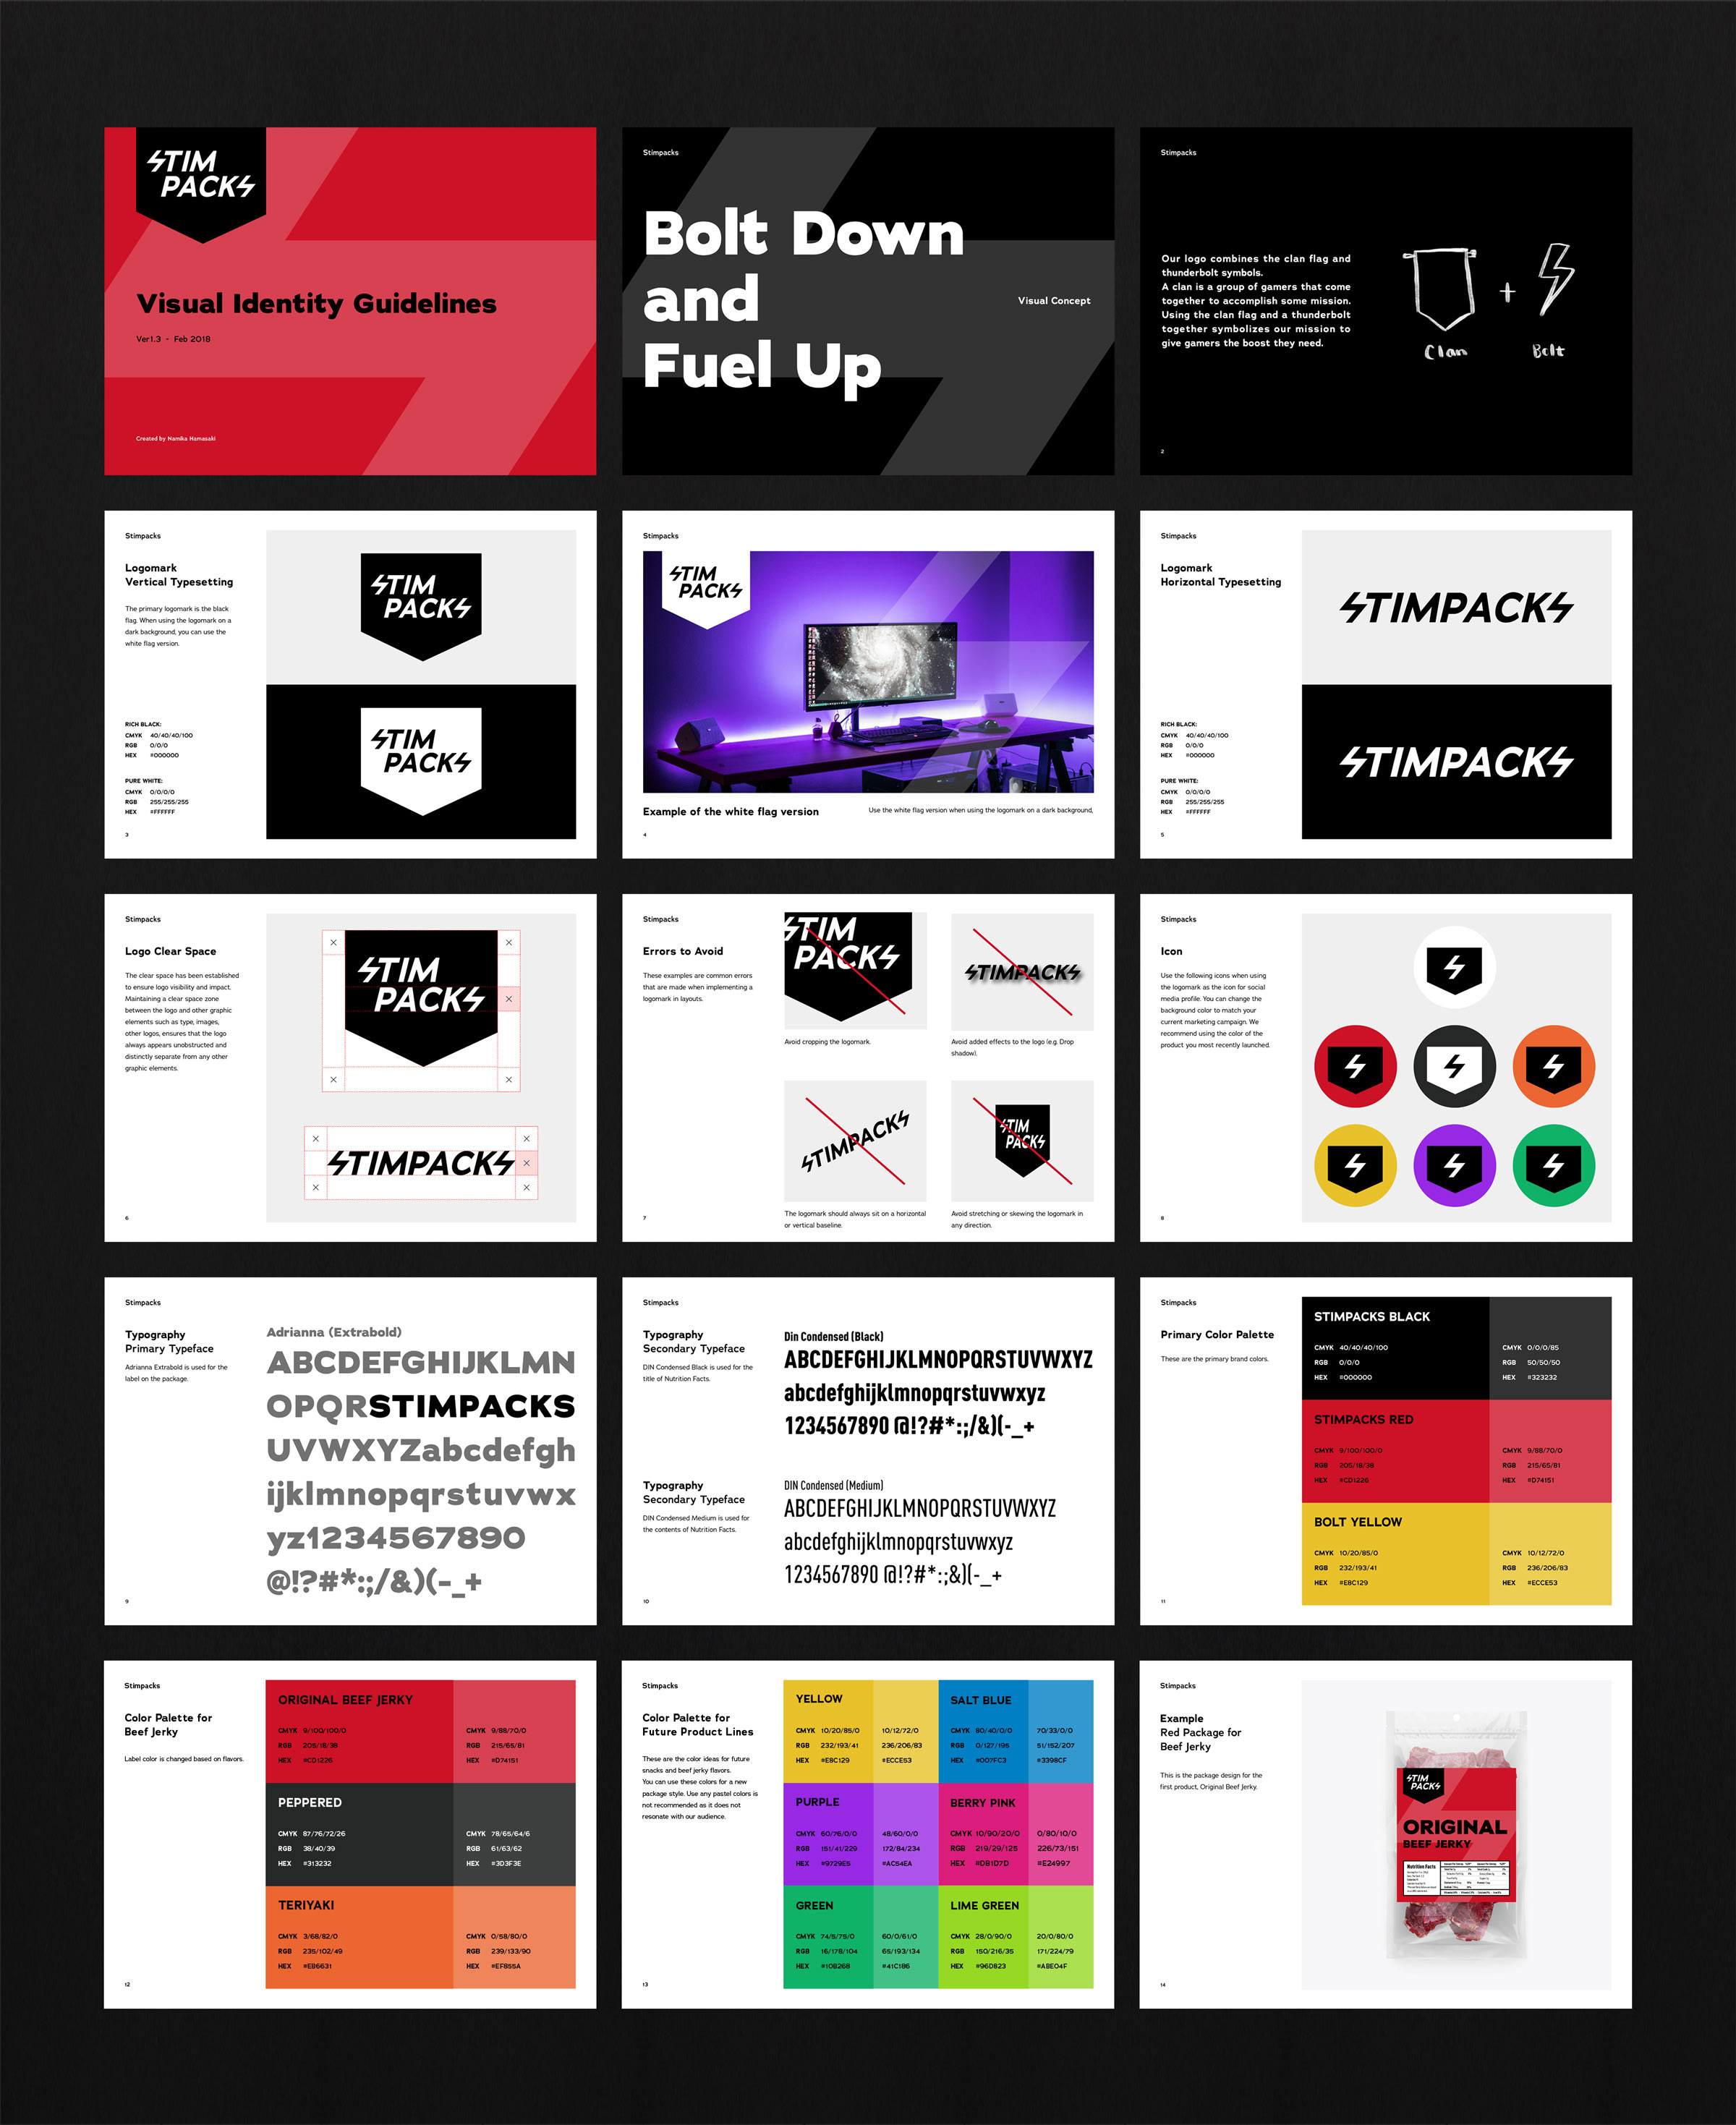 STIM
PACKS
Visual Identity Guidelines
Ver1.3 - Feb 2018
Created by Namika Hamasaki
Stimpacks
Bolt Down
and
Fuel Up
Visual Concept
Stimpacks
Our logo combines the clan flag and
thunderbolt symbols.
A clan is a group of gamers that come
together to accomplish some mission.
Using the clan flag and a thunderbolt
together symbolizes our mission to
give gamers the boost they need.
+
Clan
Bolt
2
Stimpacks
Logomark
Vertical Typesetting
The primary logomark is the black
flag. When using the logomark on a
dark background, you can use the
white flag version.
RICH BLACK:
CMYK 40/40/40/100
RGB 0/0/0
HEX #000000
PURE WHITE:
CMYK 0/0/0/0
RGB 255/255/255
HEX #FFFFFF
3
STIM
PACKS
STIM
PACKS
Stimpacks
STIM
PACKS
Example of the white flag version
Use the white flag version when using the logomark on a dark background,
4
Stimpacks
Logomark
Horizontal Typesetting
RICH BLACK:
CMYK 40/40/40/100
RGB 0/0/0
HEX #000000
PURE WHITE:
CMYK 0/0/0/0
RGB 255/255/255
HEX #FFFFFF
5
STIMPACKS
STIMPACKS
Stimpacks
Logo Clear Space
The clear space has been established
to ensure logo visibility and impact.
Maintaining a clear space zone
between the logo and other graphic
elements such as type, images,
other logos, ensures that the logo
always appears unobstructed and
distinctly separate from any other
graphic elements.
6
STIM
PACKS
STIMPACKS
Stimpacks
Errors to Avoid
These examples are common errors
that are made when implementing a
logomark in layouts.
7
STIM
PACKS
Avoid cropping the logomark.
STIMPACKS
Avoid added effects to the logo (e.g. Drop
shadow).
STIMPACKS
The logomark should always sit on a horizontal
or vertical baseline.
STIM
PACKS
Avoid stretching or skewing the logomark in
any direction.
Stimpacks
Icon
Use the following icons when using
the logomark as the icon for social
media profile. You can change the
background color to match your
current marketing campaign. We
recommend using the color of the
product you most recently launched.
8
Stimpacks
Typography
Primary Typeface
Adrianna Extrabold is used for the
label on the package.
9
Adrianna (Extrabold)
ABCDEFGHIJKLMN
OPQRSTIMPACKS
UVWXYZabcdefgh
ijklmnopqrstuvwx
yz1234567890
@!?#*:;/&)(-_+
Stimpacks
Typography
Secondary Typeface
DIN Condensed Black is used for the
title of Nutrition Facts.
Din Condensed (Black)
ABCDEFGHIJKLMNOPQRSTUVWXYZ
abcdefghijklmnopqrstuvwxyz
1234567890 @!?#*:;/&)(-_+
Typography
Secondary Typeface
DIN Condensed Medium is used for
the contents of Nutrition Facts.
DIN Condensed (Medium)
ABCDEFGHIJKLMNOPQRSTUVWXYZ
abcdefghijklmnopqrstuvwxyz
1234567890 @!?#*:;&)(-_+
10
Stimpacks
Primary Color Palette
These are the primary brand colors.
11
STIMPACKS BLACK
CMYK 40/40/40/100
RGB 0/0/0
HEX #000000
CMYK 0/0/0/85
RGB 50/50/50
HEX #323232
STIMPACKS RED
CMYK 9/100/100/0
RGB 205/18/38
HEX #CD1226
CMYK 9/88/70/0
RGB 215/65/81
HEX #D74151
BOLT YELLOW
CMYK 10/20/85/0
RGB 232/193/41
HEX #E8C129
CMYK 10/12/72/0
RGB 236/206/83
HEX #ECCE53
Stimpacks
Color Palette for
Beef Jerky
Label color is changed based on flavors.
12
ORIGINAL BEEF JERKY
CMYK 9/100/100/0
RGB 205/18/38
HEX #CD1226
CMYK 9/88/70/0
RGB 215/65/81
HEX #D74151
PEPPERED
CMYK 87/76/72/26
RGB 38/40/39
HEX #313232
CMYK 78/65/64/6
RGB 61/63/62
HEX #3D3F3E
TERIYAKI
CMYK 3/68/82/0
RGB 235/102/49
HEX #EB6631
CMYK 0/58/80/0
RGB 239/133/90
HEX #EF855A
Stimpacks
Color Palette for
Future Product Lines
These are the color ideas for future
snacks and beef jerky flavors.
You can use these colors for a new
package style. Use any pastel colors is
not recommended as it does not
resonate with our audience.
13
YELLOW
CMYK 10/20/85/0
RGB 232/193/41
HEX #E8C129
10/12/72/0
236/206/83
#ECCE53
SALT BLUE
CMYK 80/40/0/0
RGB 0/127/195
HEX #007FC3
70/33/0/0
51/152/207
#3398CF
PURPLE
CMYK 60/76/0/0
RGB 151/41/229
HEX #9729E5
48/60/0/0
172/84/234
#AC54EA
BERRY PINK
CMYK 10/90/20/0
RGB 219/29/125
HEX #DB1D7D
0/80/10/0
226/73/151
#E24997
GREEN
CMYK 74/5/75/0
RGB 16/178/104
HEX #10B268
60/0/61/0
65/193/134
#41C186
LIME GREEN
CMYK 28/0/90/0
RGB 150/216/35
HEX #96D823
20/0/80/0
171/224/79
#ABE04F
Stimpacks
Example
Red Package for
Beef Jerky
This is the package design for the
first product, Original Beef Jerky.
14
STIM
PACKS
ORIGINAL
BEEF JERKY
Nutrition Facts